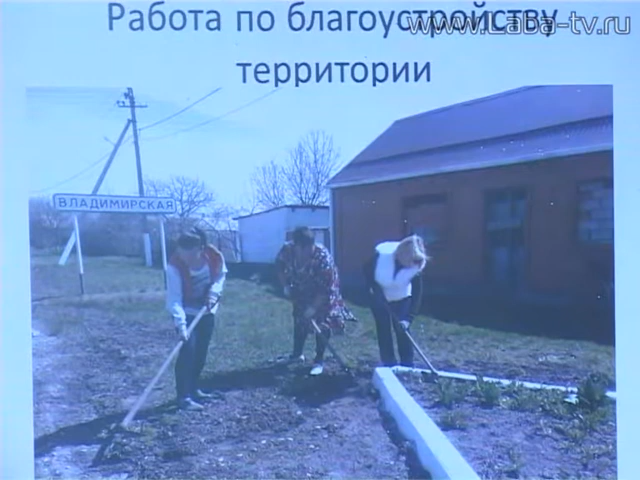 Работа по благоустройству
www.Laba-tv.ru
территории
ВЛАДИМИРСКАЯ